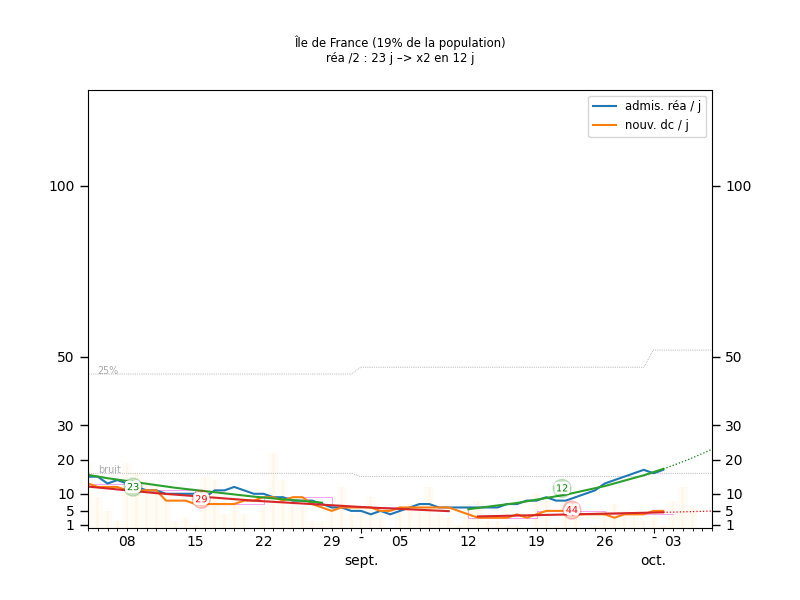 Île de France (19% de la population)
réa /2 : 23 j –> x2 en 12 j
admis. réa / j
nouv. dc / j
100 100
50 50
25%
30 30
20 20
bruit
23
12
10 10
29
44
5 5
1 1
08 15 22 29 - 05 12 19 26 - 03
sept. oct.